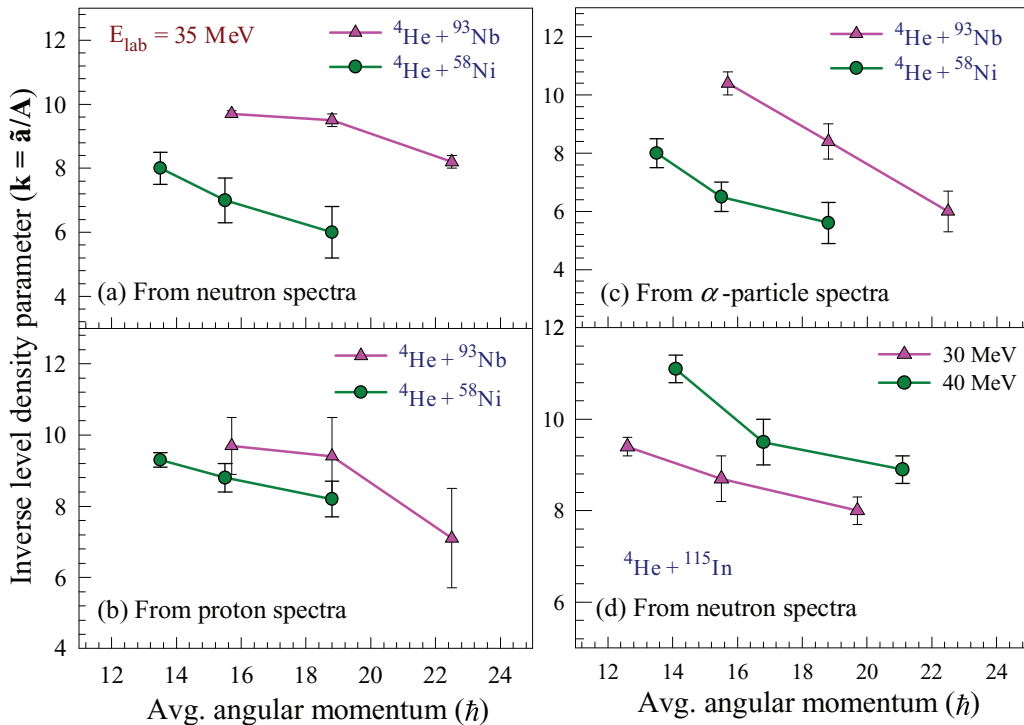 Inverse level density parameter (k = ã/A)
12
10
8
6
4
E_lab = 35 MeV
⁴He + ⁹³Nb
⁴He + ⁵⁸Ni
(a) From neutron spectra
12
10
8
6
4
2
⁴He + ⁹³Nb
⁴He + ⁵⁸Ni
(c) From α -particle spectra
12
10
8
6
4
⁴He + ⁹³Nb
⁴He + ⁵⁸Ni
(b) From proton spectra
12 14 16 18 20 22 24
Avg. angular momentum (ℏ)
12
10
8
6
30 MeV
40 MeV
⁴He + ¹¹⁵In
(d) From neutron spectra
12 14 16 18 20 22 24
Avg. angular momentum (ℏ)